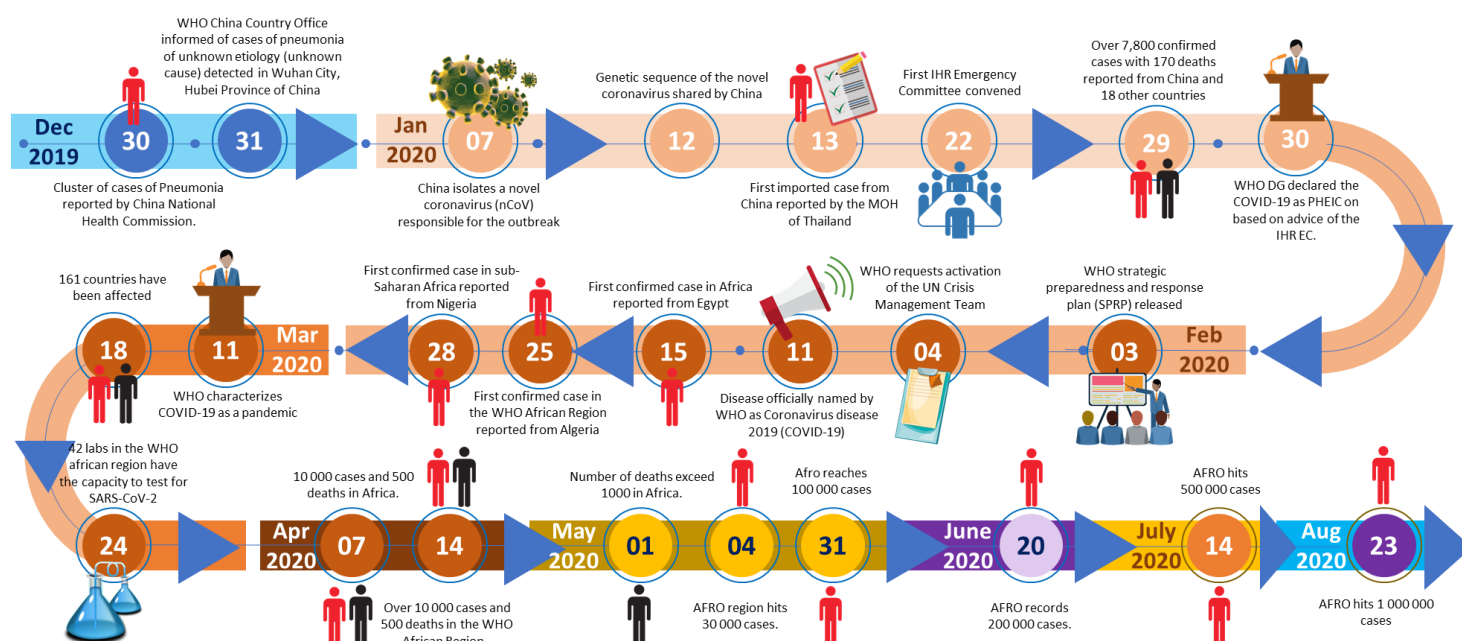 WHO China Country Office
informed of cases of pneumonia
of unknown etiology (unknown
cause) detected in Wuhan City,
Hubei Province of China
Dec
2019
30
31
Cluster of cases of Pneumonia
reported by China National
Health Commission.
Jan
2020
07
China isolates a novel
coronavirus (nCoV)
responsible for the outbreak
Genetic sequence of the novel
coronavirus shared by China
12
13
First imported case from
China reported by the MOH
of Thailand
First IHR Emergency
Committee convened
22
Over 7,800 confirmed
cases with 170 deaths
reported from China and
18 other countries
29
30
WHO DG declared the
COVID-19 as PHEIC on
based on advice of the
IHR EC.
Feb
2020
WHO strategic
preparedness and response
plan (SPRP) released
03
WHO requests activation
of the UN Crisis
Management Team
04
11
Disease officially named by
WHO as Coronavirus disease
2019 (COVID-19)
First confirmed case in Africa
reported from Egypt
15
25
First confirmed case in
the WHO African Region
reported from Algeria
First confirmed case in sub-
Saharan Africa reported
from Nigeria
28
Mar
2020
11
WHO characterizes
COVID-19 as a pandemic
161 countries have
been affected
18
42 labs in the WHO
african region have
the capacity to test for
SARS-CoV-2
24
Apr
2020
10 000 cases and 500
deaths in Africa.
07
14
Over 10 000 cases and
500 deaths in the WHO
African Region
May
2020
Number of deaths exceed
1000 in Africa.
01
04
AFRO region hits
30 000 cases.
Afro reaches
100 000 cases
31
June
2020
20
AFRO records
200 000 cases.
July
2020
AFRO hits
500 000 cases
14
Aug
2020
23
AFRO hits 1 000 000
cases